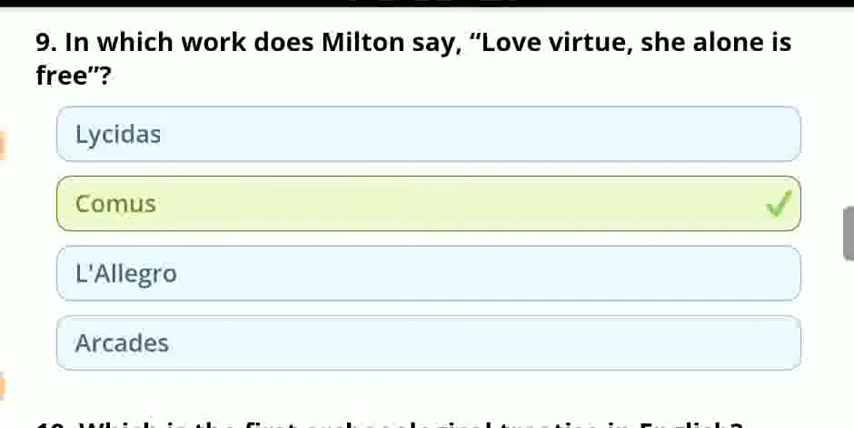 9. In which work does Milton say, “Love virtue, she alone is
free”?
Lycidas
Comus
L'Allegro
Arcades